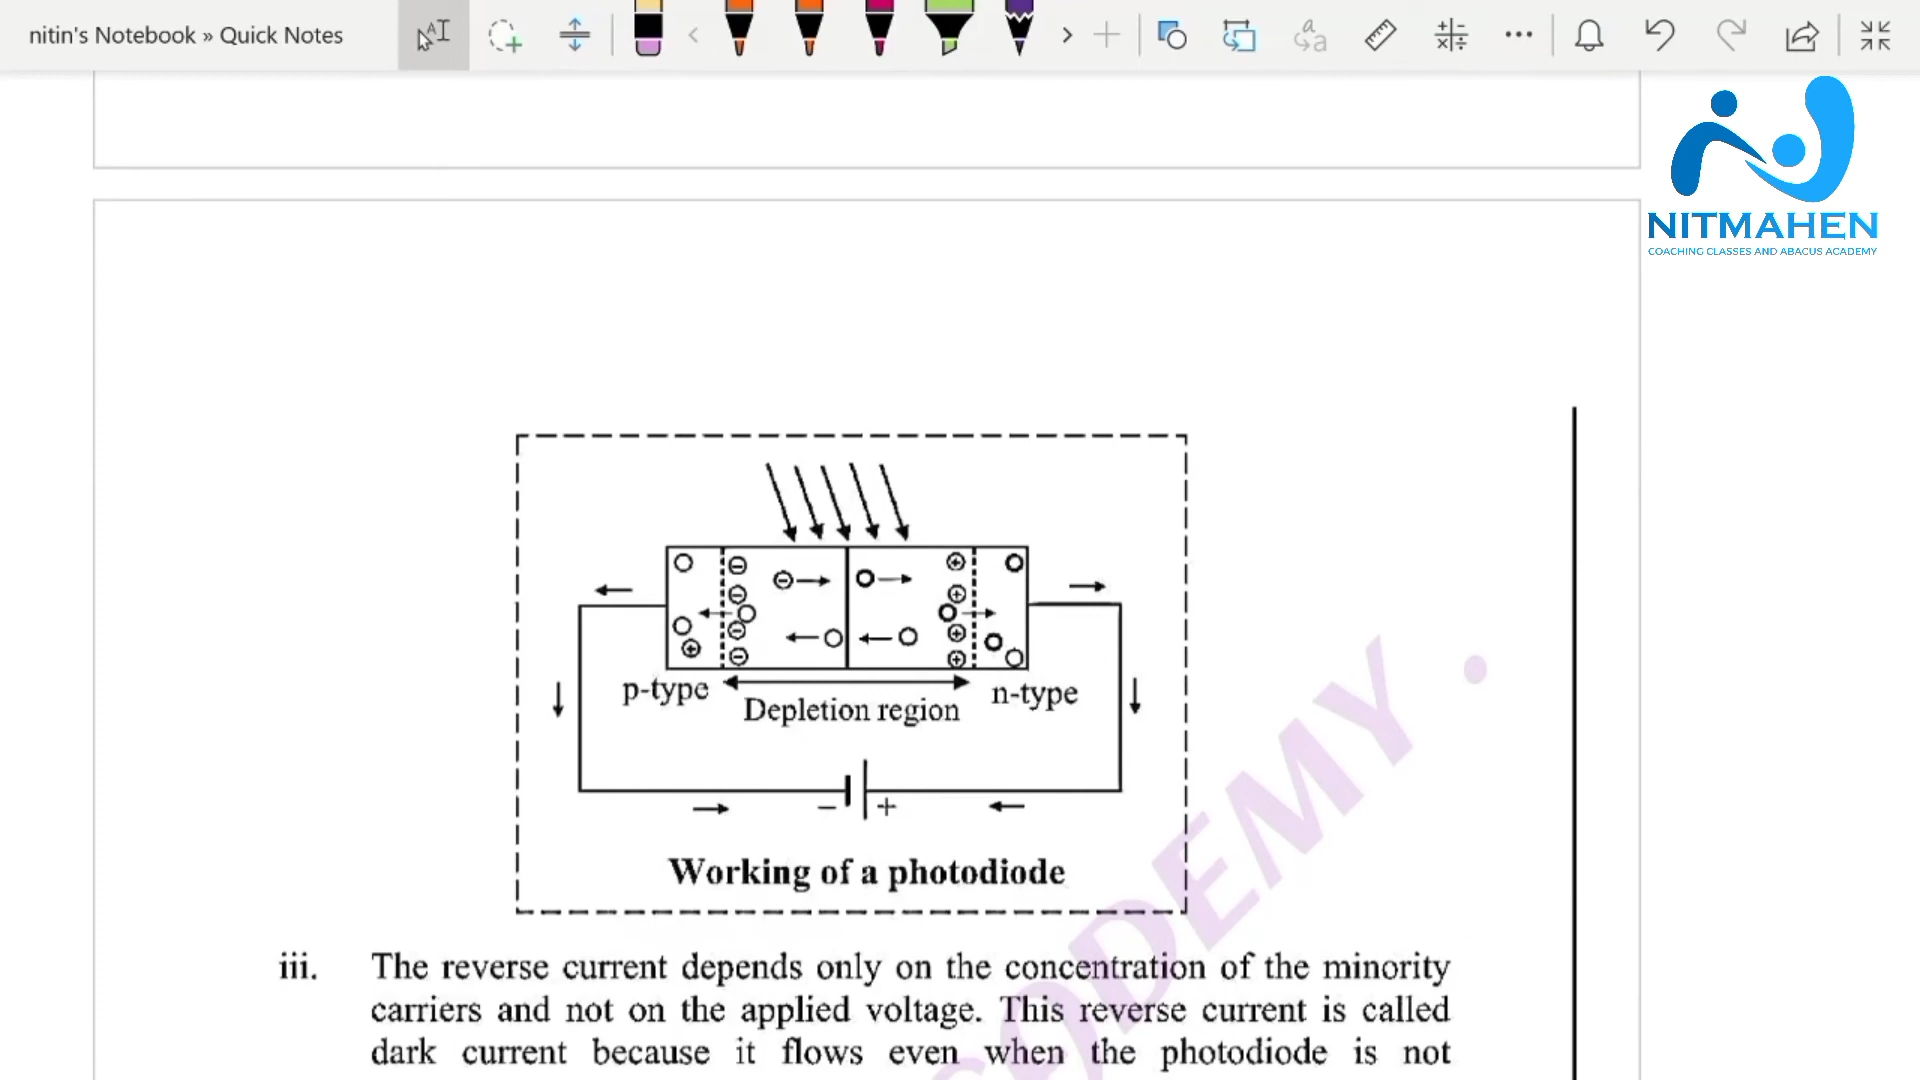 nitin's Notebook » Quick Notes
NITMAHEN
COACHING CLASSES AND ABACUS ACADEMY
p-type
Depletion region
n-type
− +
Working of a photodiode
iii. The reverse current depends only on the concentration of the minority
carriers and not on the applied voltage. This reverse current is called
dark current because it flows even when the photodiode is not